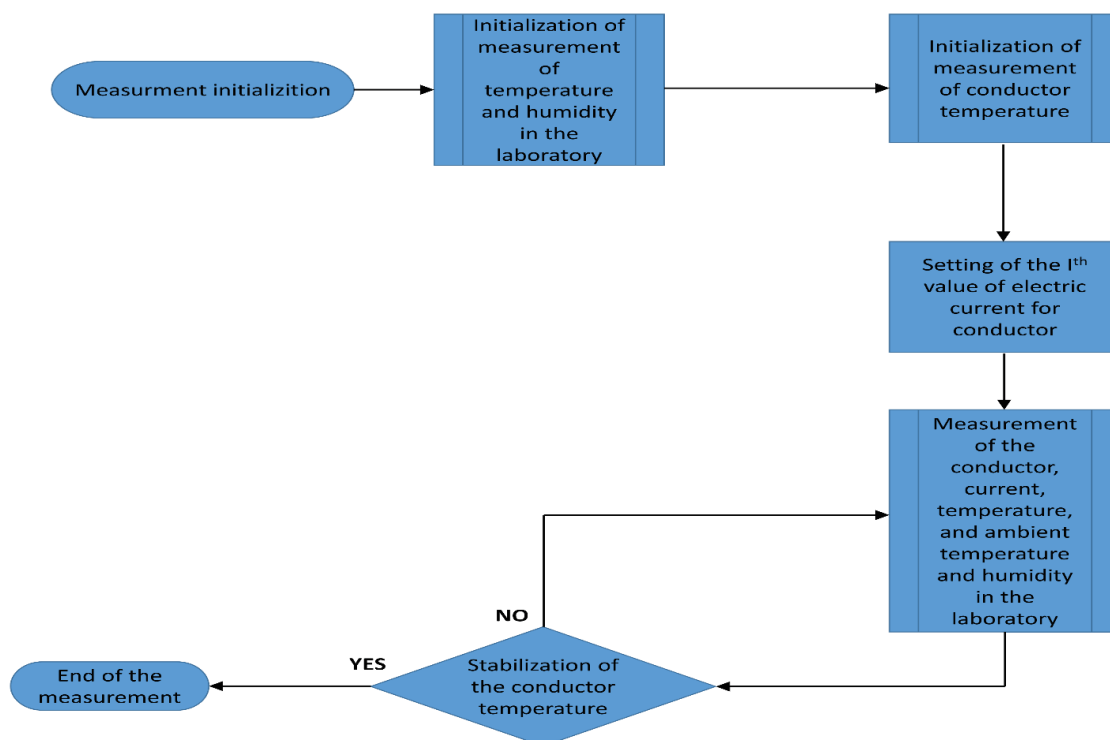 Measurment initializition
Initialization of
measurement
of
temperature
and humidity
in the
laboratory
Initialization of
measurement
of conductor
temperature
Setting of the Iᵗʰ
value of electric
current for
conductor
Measurement
of the
conductor,
current,
temperature,
and ambient
temperature
and humidity
in the
laboratory
NO
YES
Stabilization of
the conductor
temperature
End of the
measurement